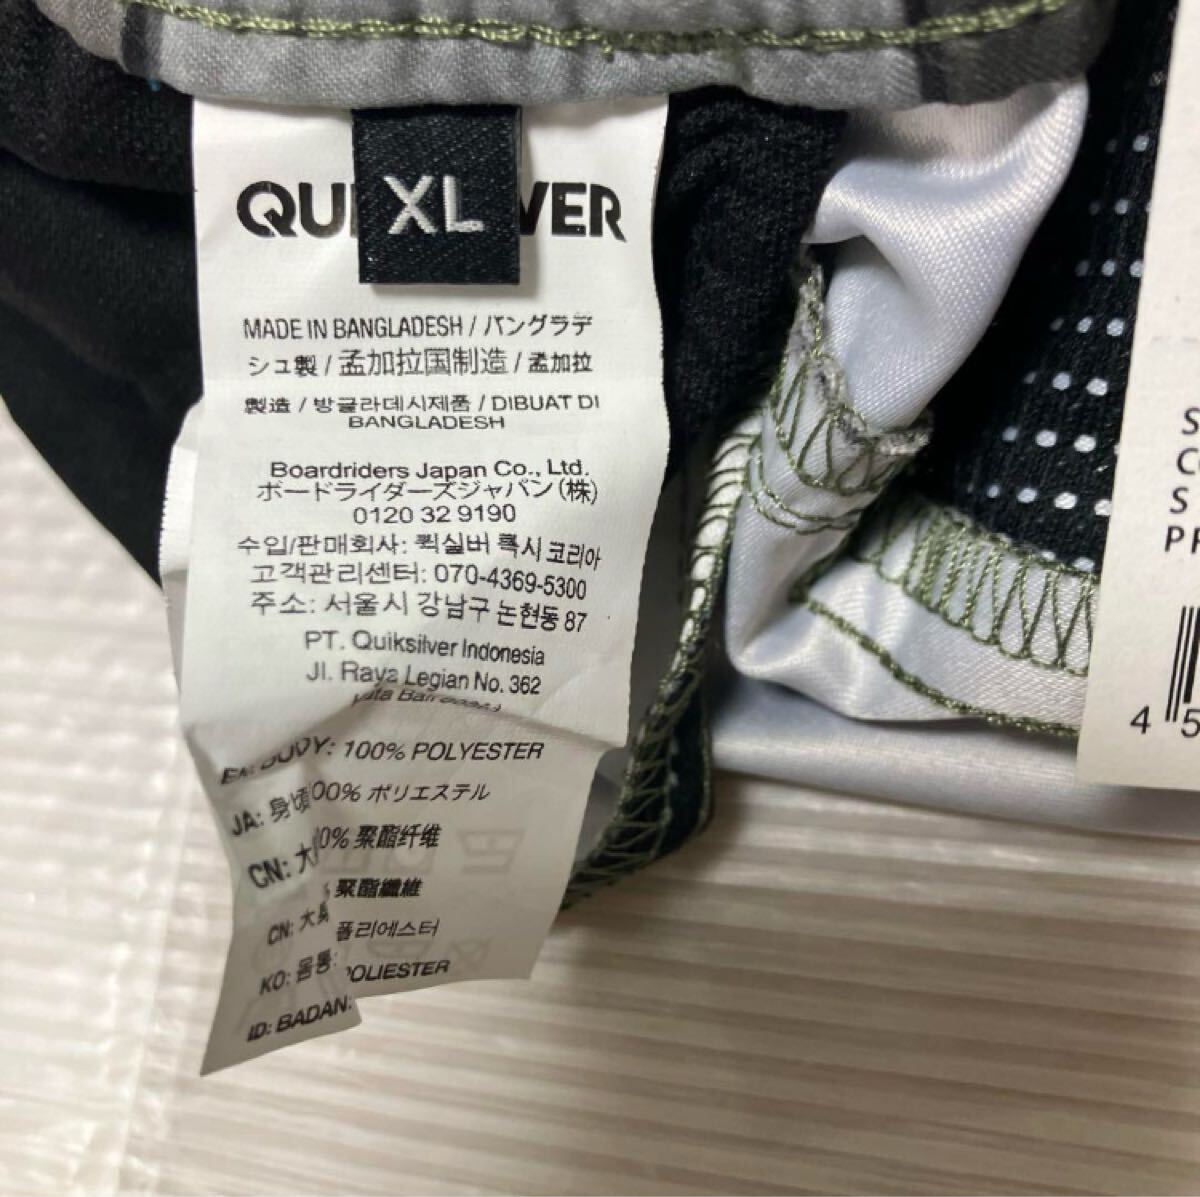 XL
MADE IN BANGLADESH / バングラデ
シュ製 / 孟加拉国制造 / 孟加拉
製造 / 방글라데시제품 / DIBUAT DI
BANGLADESH
Boardriders Japan Co., Ltd.
ボードライダーズジャパン(株)
0120 32 9190
수입/판매회사: 퀵실버 록시 코리아
고객관리센터: 070-4369-5300
주소: 서울시 강남구 논현동 87
PT. Quiksilver Indonesia
Jl. Raya Legian No. 362
BODY: 100% POLYESTER
JA: 身頃 00% ポリエステル
CN: 大 0% 聚酯纤维
CN: 大長 % 聚酯纖維
KO: 몸통: 폴리에스터
ID: BADAN: POLIESTER
S
C
S
P
4 5